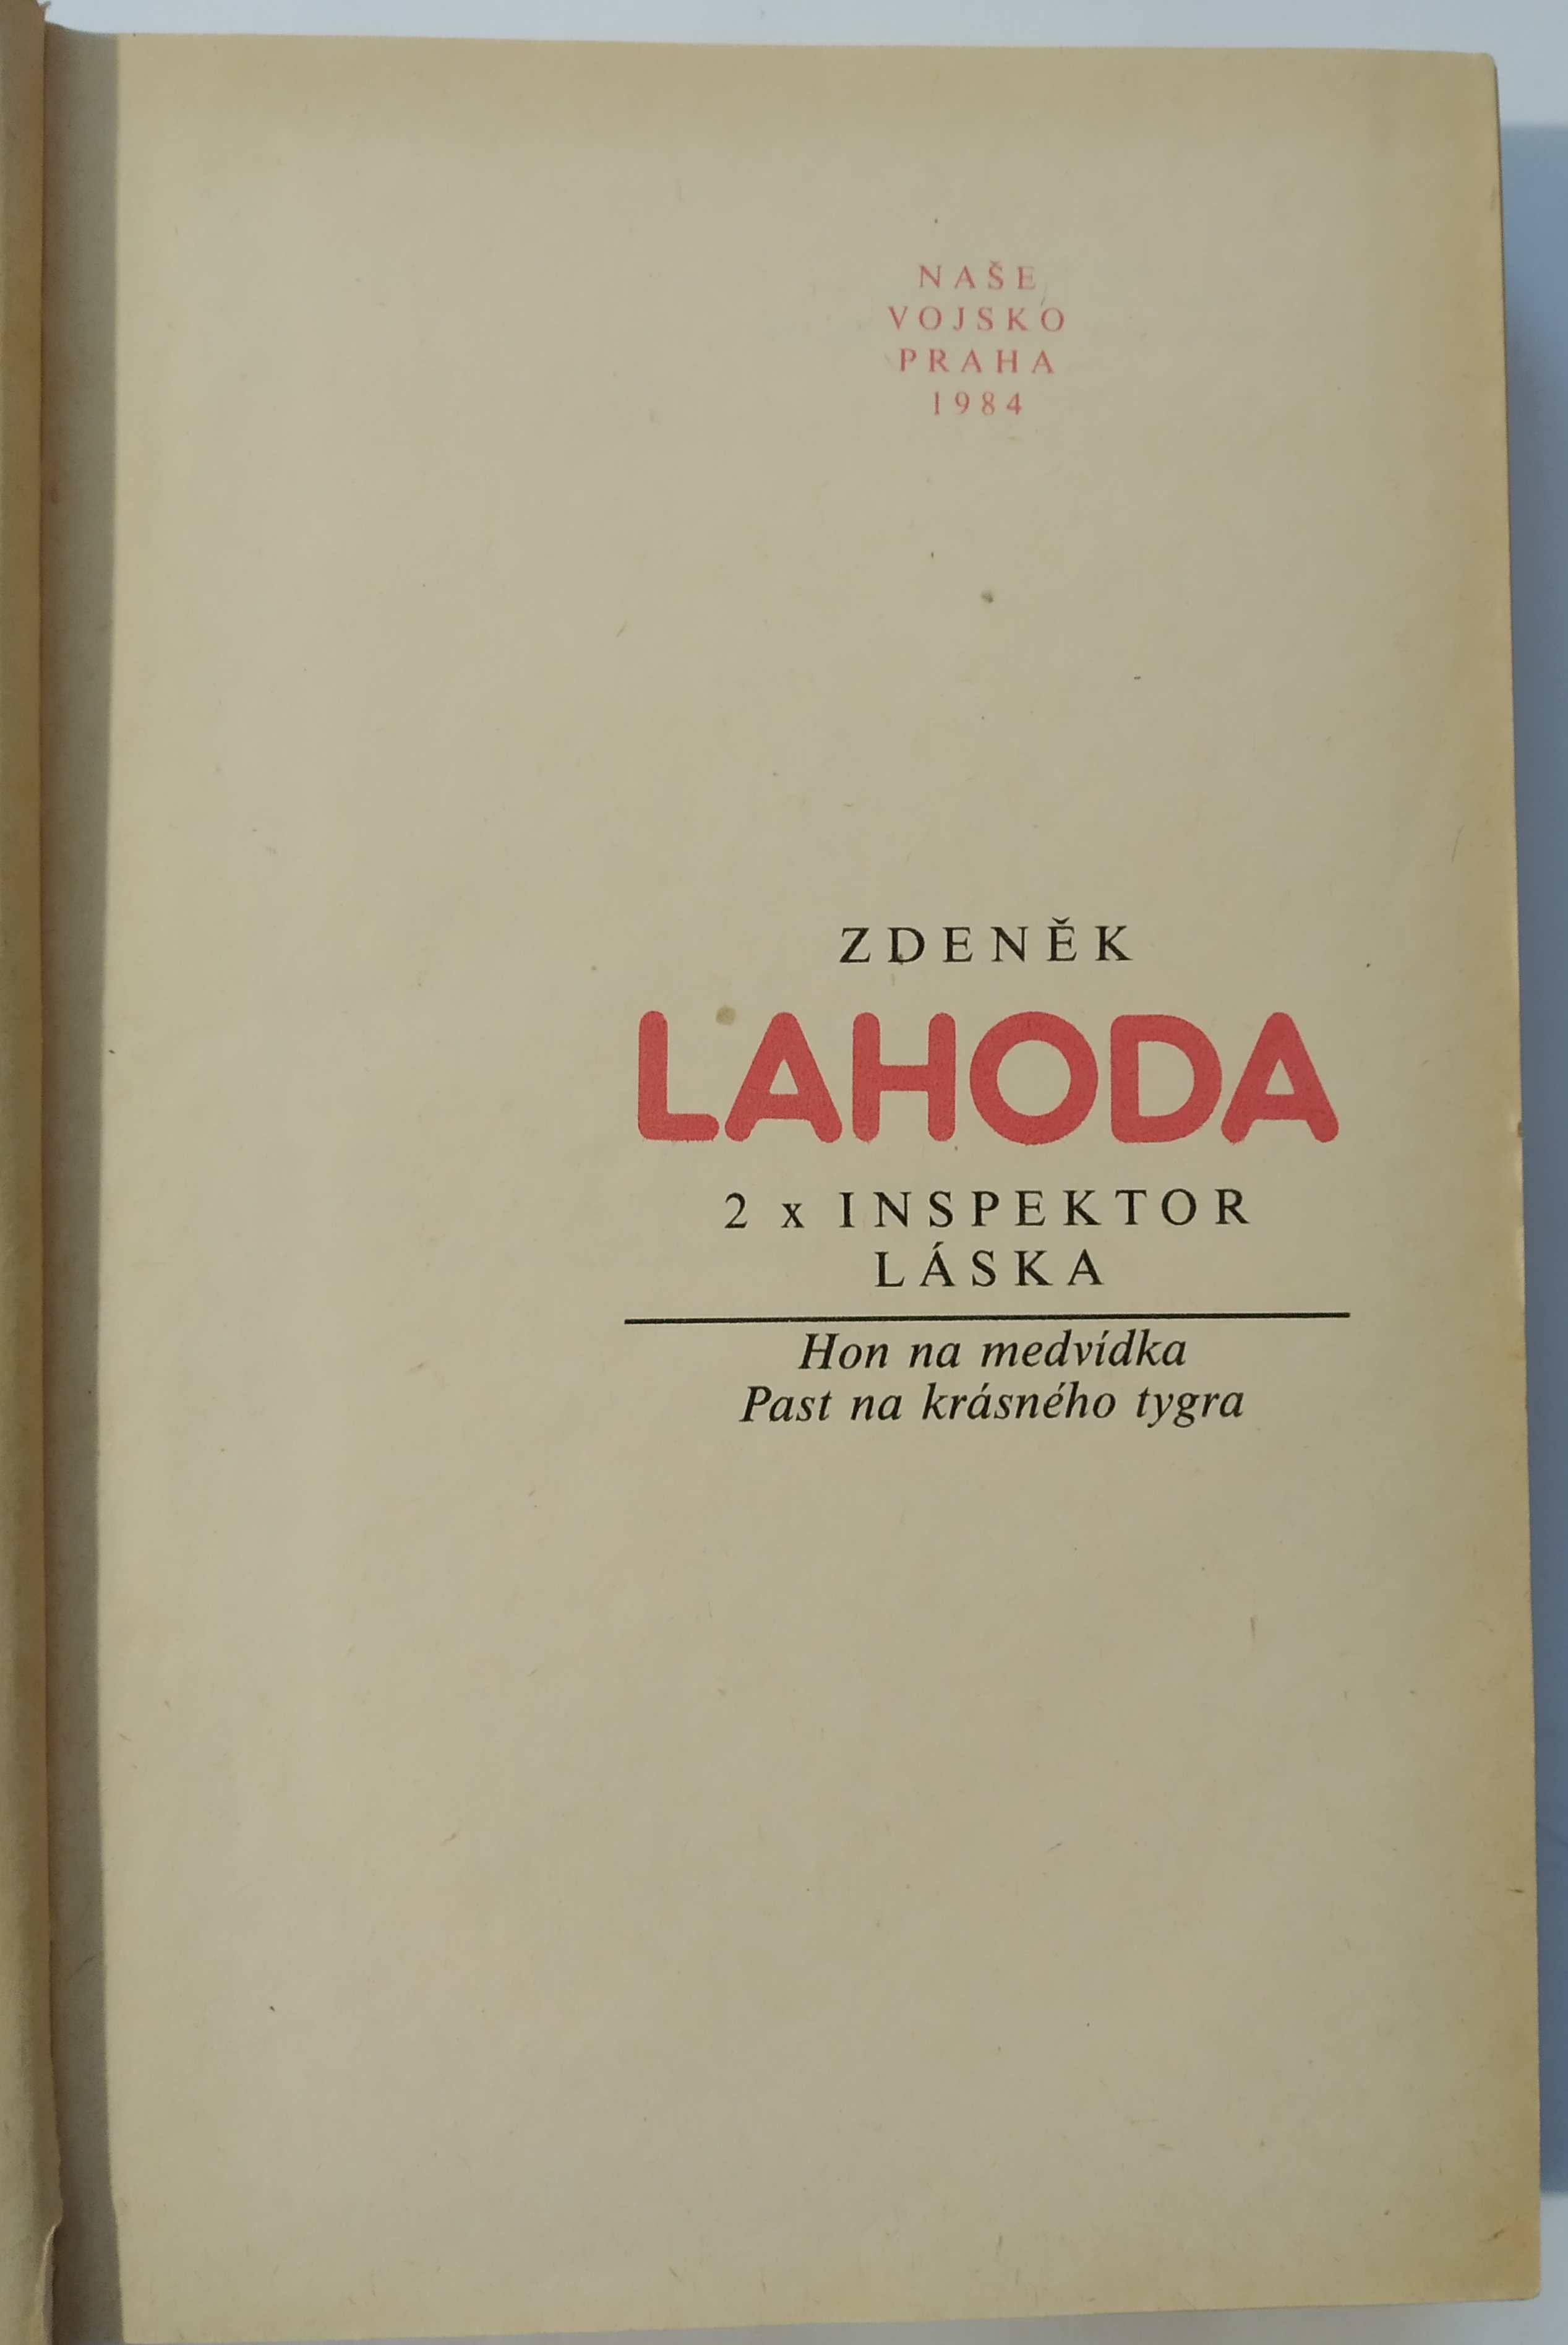 NAŠE
VOJSKO
PRAHA
1984
ZDENĚK
LAHODA
2 x INSPEKTOR
LÁSKA
Hon na medvídka
Past na krásného tygra